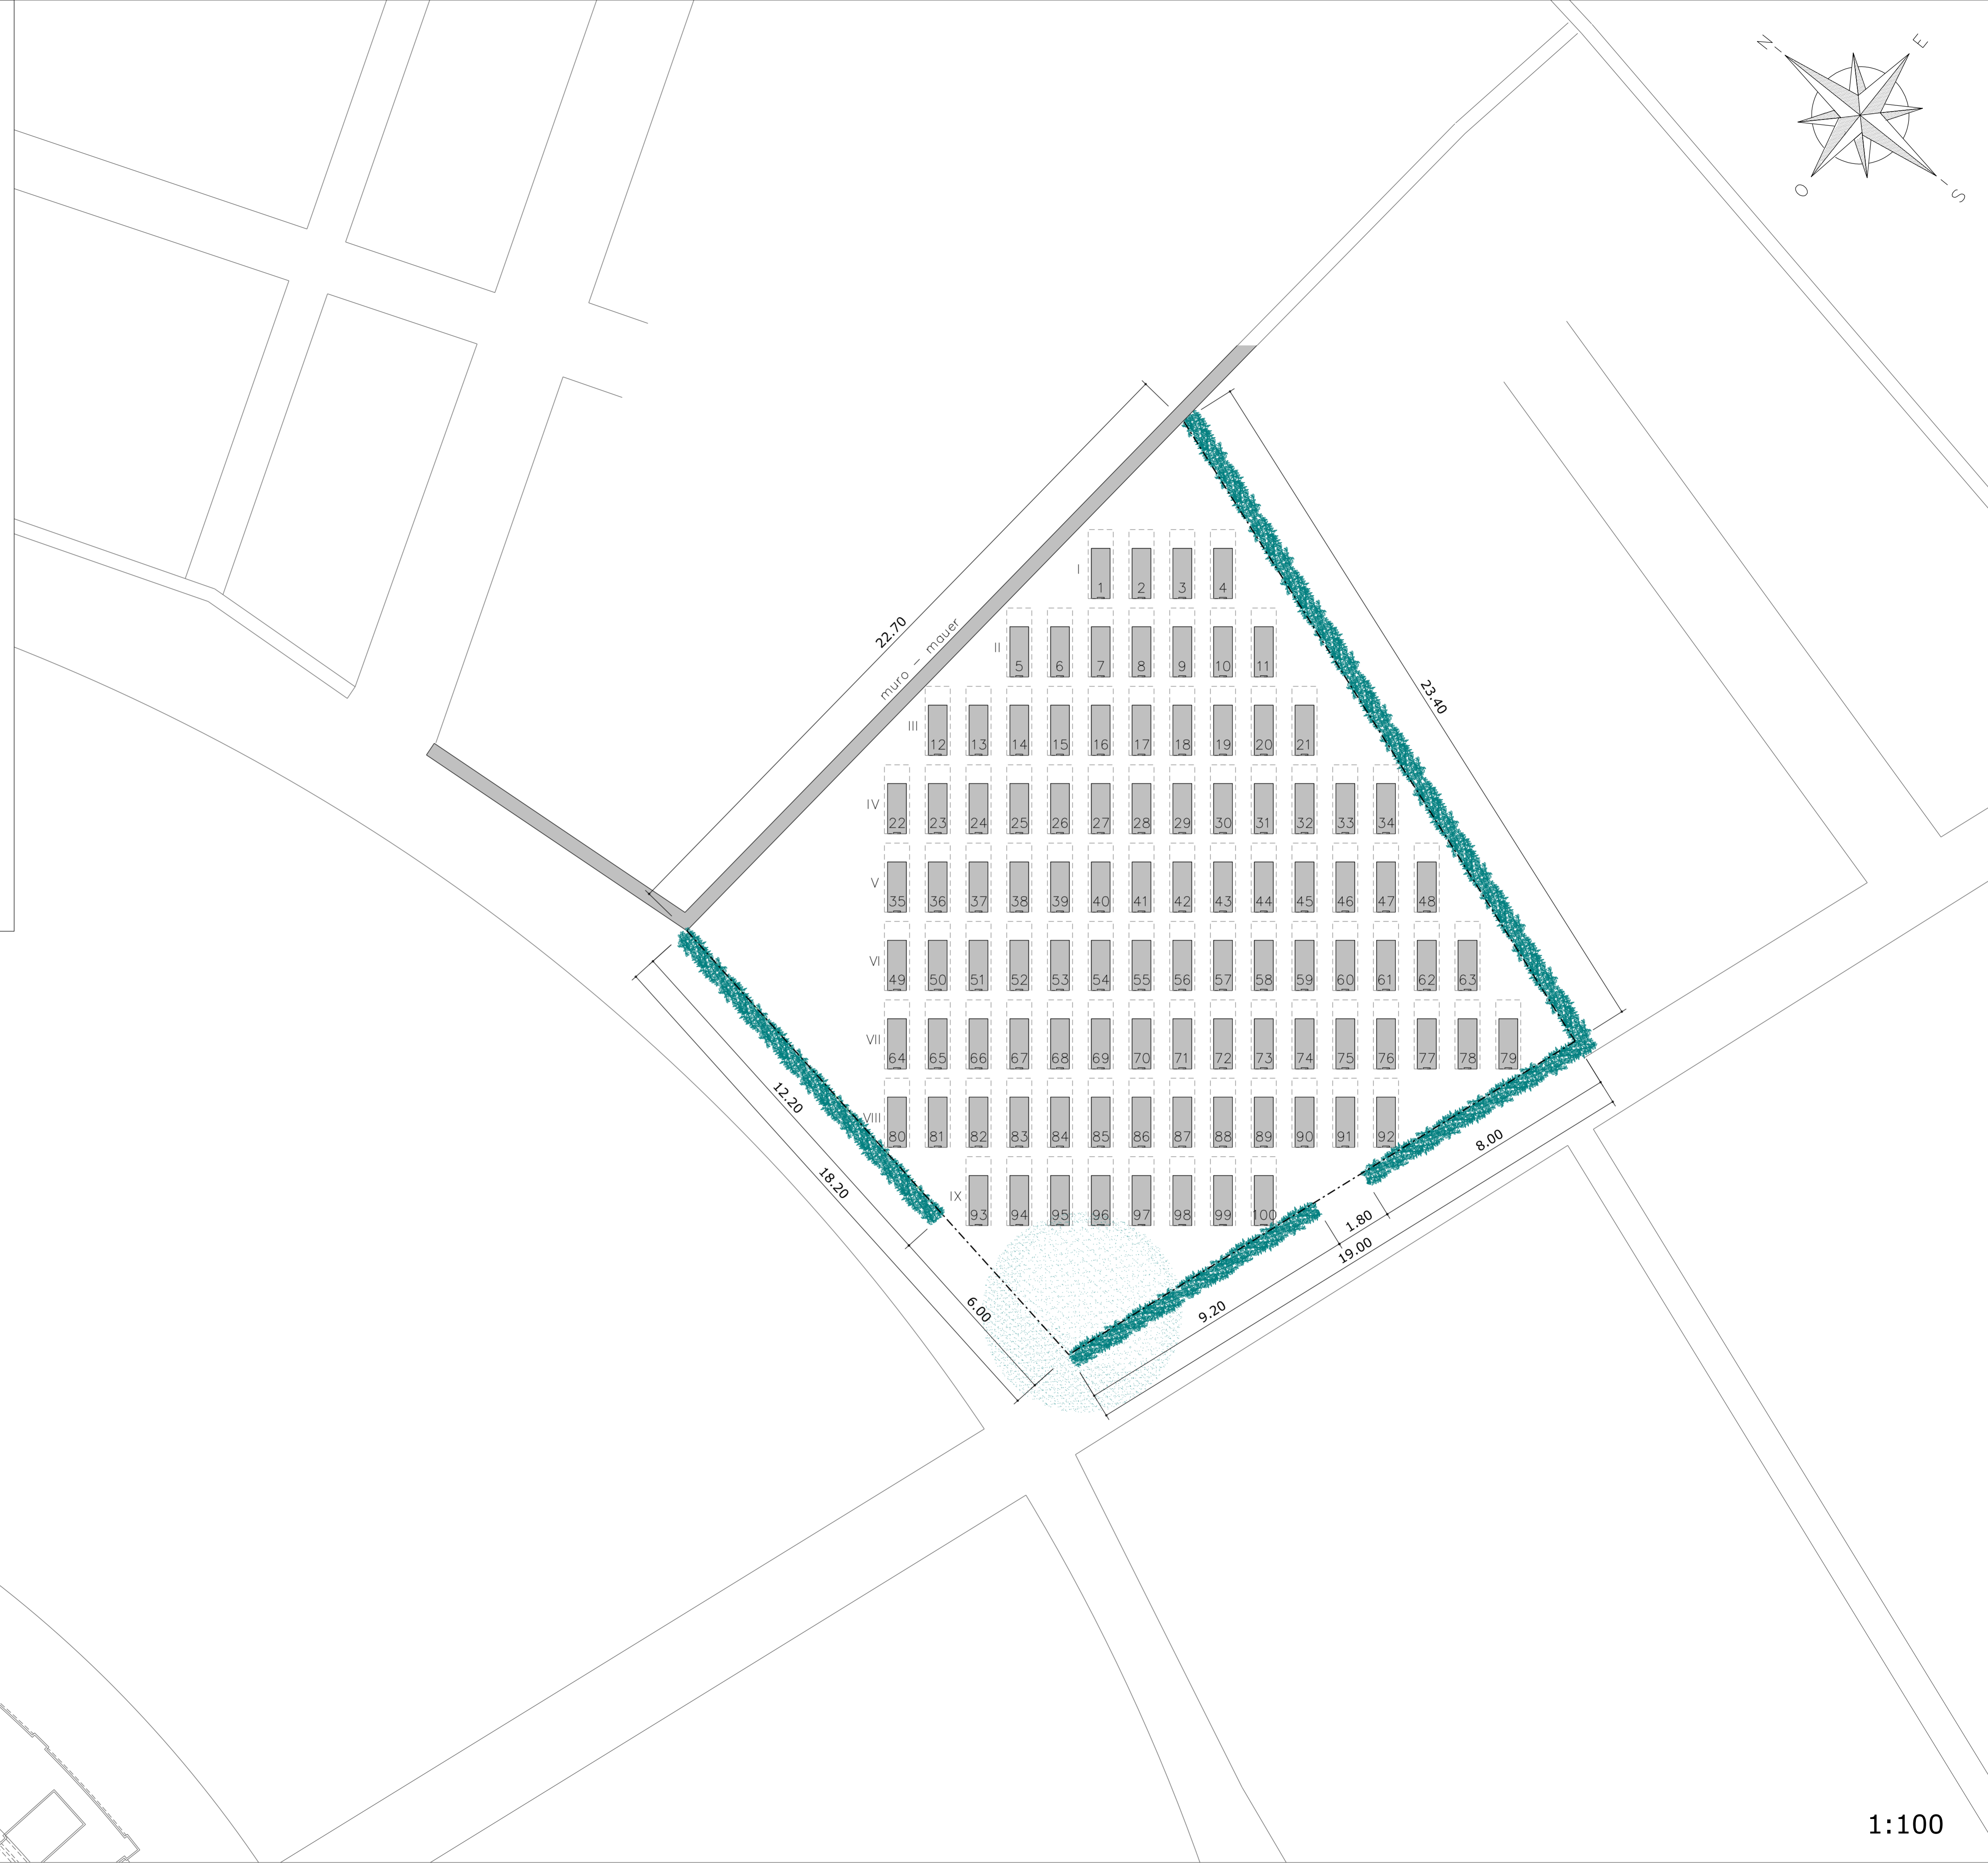 N E
O S
22.70
muro – mauer
23.40
I 1 2 3 4
II 5 6 7 8 9 10 11
III 12 13 14 15 16 17 18 19 20 21
IV 22 23 24 25 26 27 28 29 30 31 32 33 34
V 35 36 37 38 39 40 41 42 43 44 45 46 47 48
VI 49 50 51 52 53 54 55 56 57 58 59 60 61 62 63
VII 64 65 66 67 68 69 70 71 72 73 74 75 76 77 78 79
VIII 80 81 82 83 84 85 86 87 88 89 90 91 92
IX 93 94 95 96 97 98 99 100
12.20
18.20
6.00
8.00
1.80
19.00
9.20
1:100